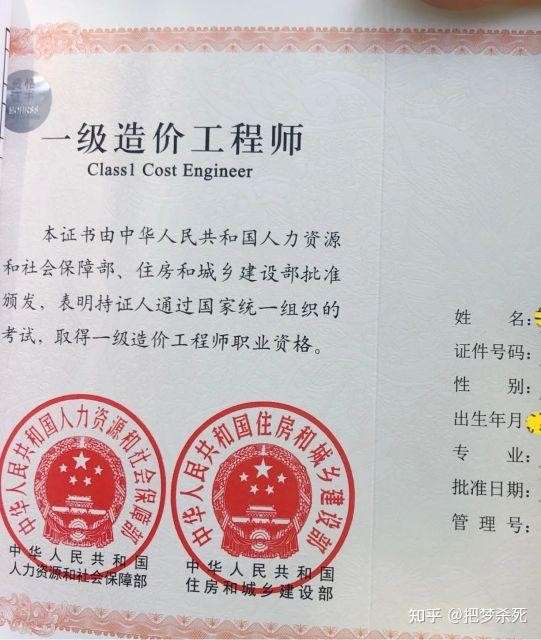 一级造价工程师
Class1 Cost Engineer
本证书由中华人民共和国人力资源
和社会保障部、住房和城乡建设部批准
颁发，表明持证人通过国家统一组织的
考试，取得一级造价工程师职业资格。
中华人民共和国人力资源和社会保障部
中华人民共和国住房和城乡建设部
中华人民共和国
人力资源和社会保障部
中华人民共和国
住房和城乡建设部
姓 名：
证件号码：
性 别：
出生年月：
专 业：
批准日期：
管 理 号：
知乎 @把梦杀死